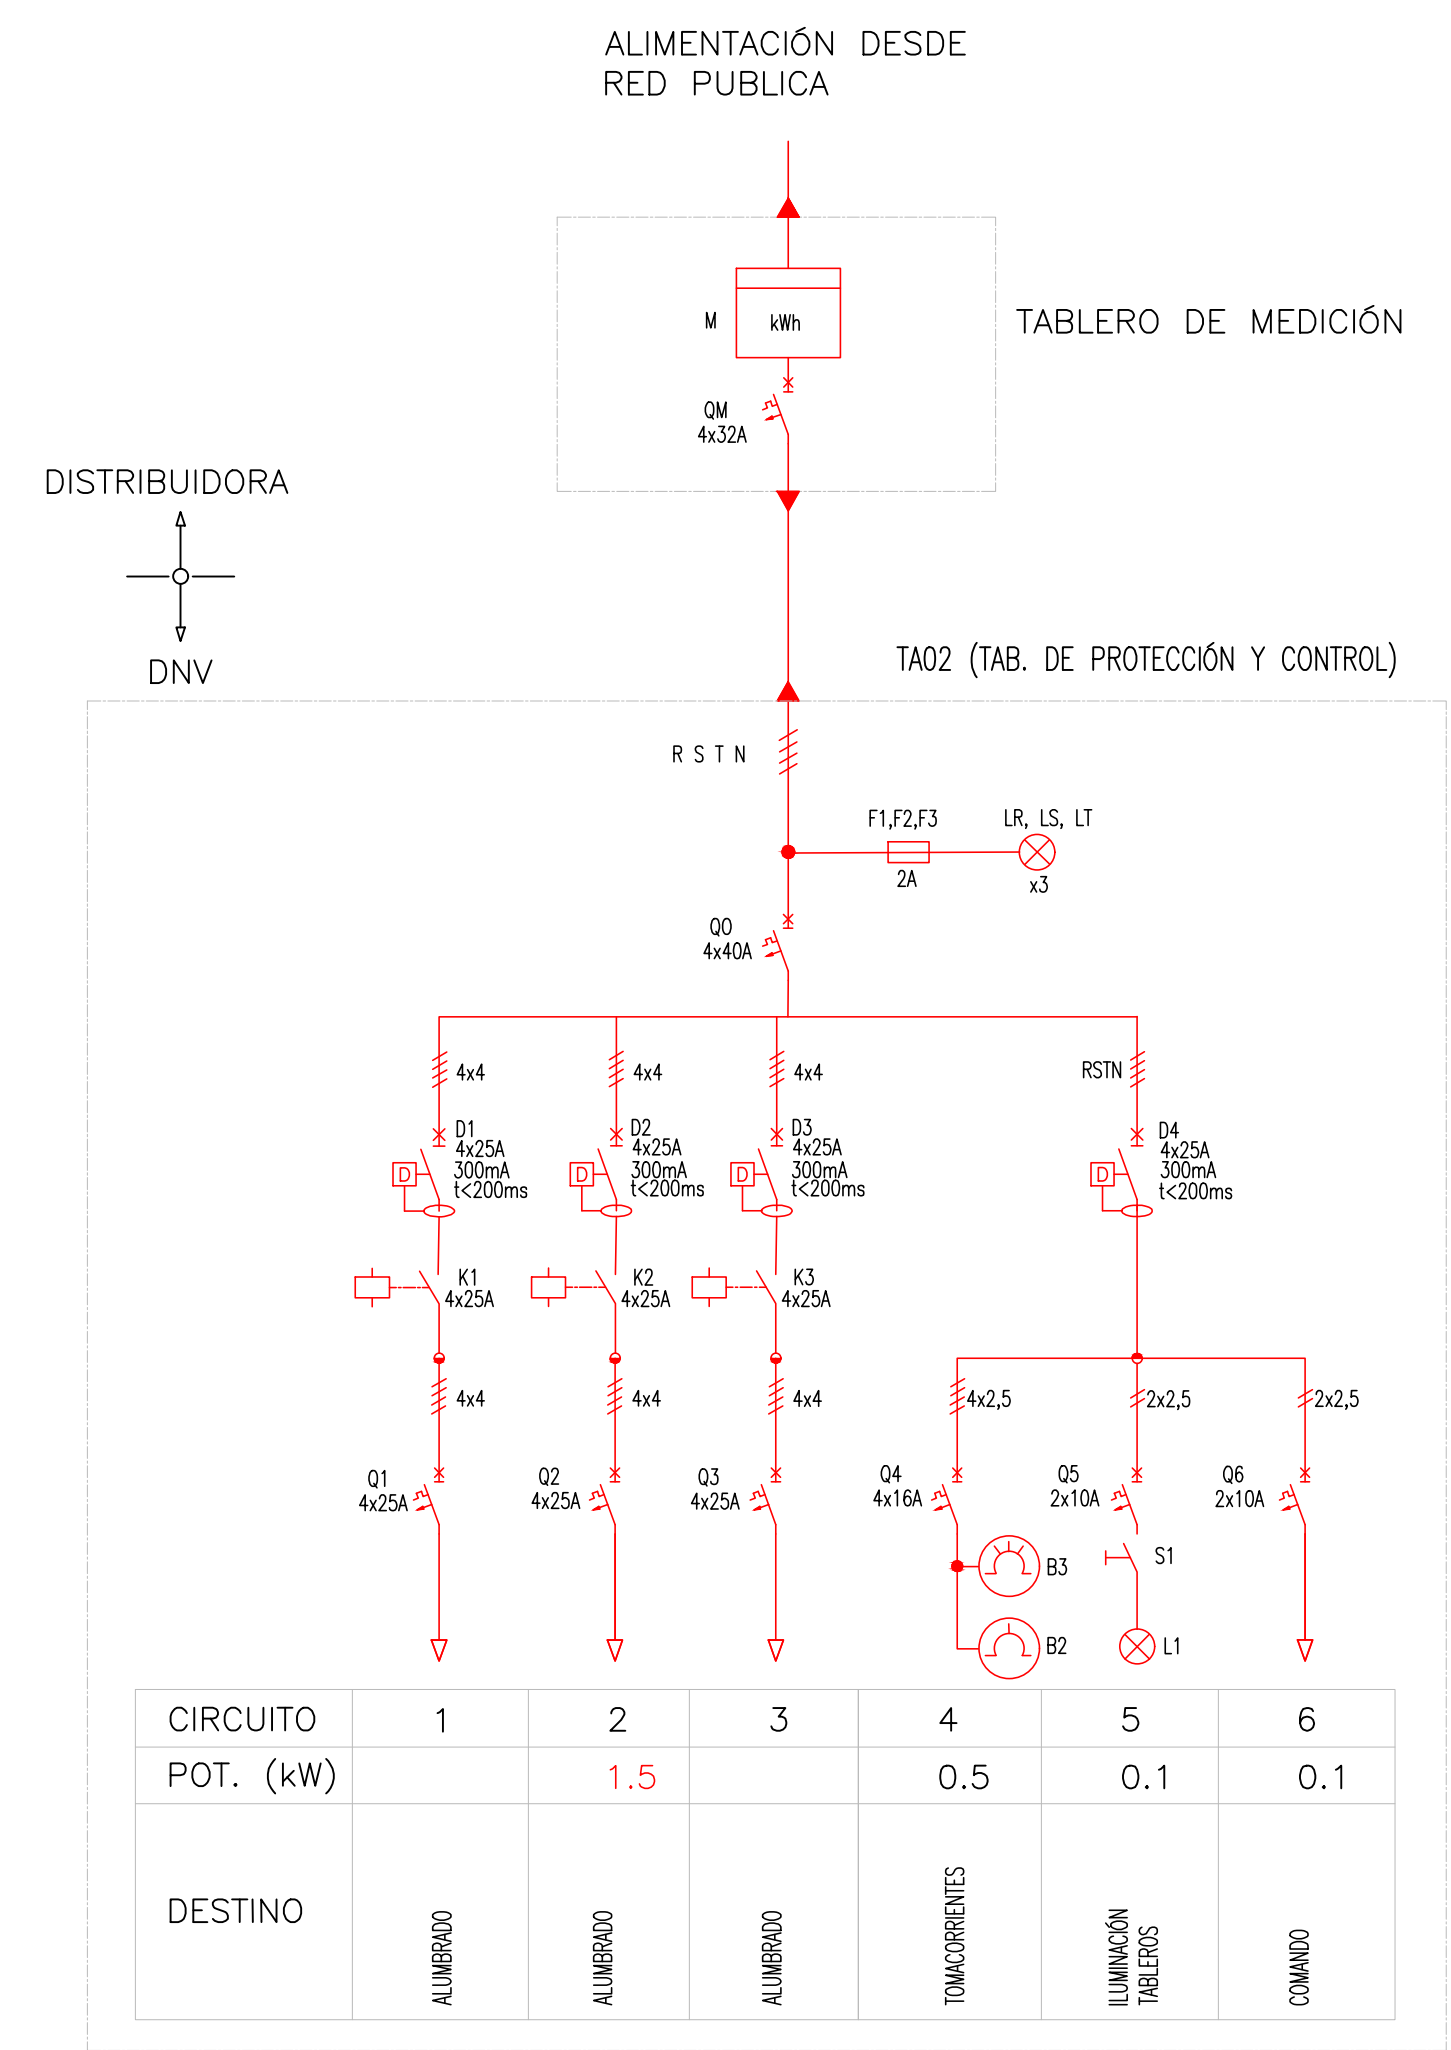 ALIMENTACIÓN DESDE
RED PUBLICA
M
kWh
TABLERO DE MEDICIÓN
QM
4x32A
DISTRIBUIDORA
DNV
TA02 (TAB. DE PROTECCIÓN Y CONTROL)
R S T N
F1,F2,F3
LR, LS, LT
2A
x3
Q0
4x40A
4x4
4x4
4x4
RSTN
D1
4x25A
300mA
t<200ms
D
D2
4x25A
300mA
t<200ms
D
D3
4x25A
300mA
t<200ms
D
D4
4x25A
300mA
t<200ms
D
K1
4x25A
K2
4x25A
K3
4x25A
4x4
4x4
4x4
4x2,5
2x2,5
2x2,5
Q1
4x25A
Q2
4x25A
Q3
4x25A
Q4
4x16A
Q5
2x10A
Q6
2x10A
B3
S1
B2
L1
CIRCUITO 1 2 3 4 5 6
POT. (kW) 1.5 0.5 0.1 0.1
DESTINO
ALUMBRADO
ALUMBRADO
ALUMBRADO
TOMACORRIENTES
ILUMINACIÓN
TABLEROS
COMANDO